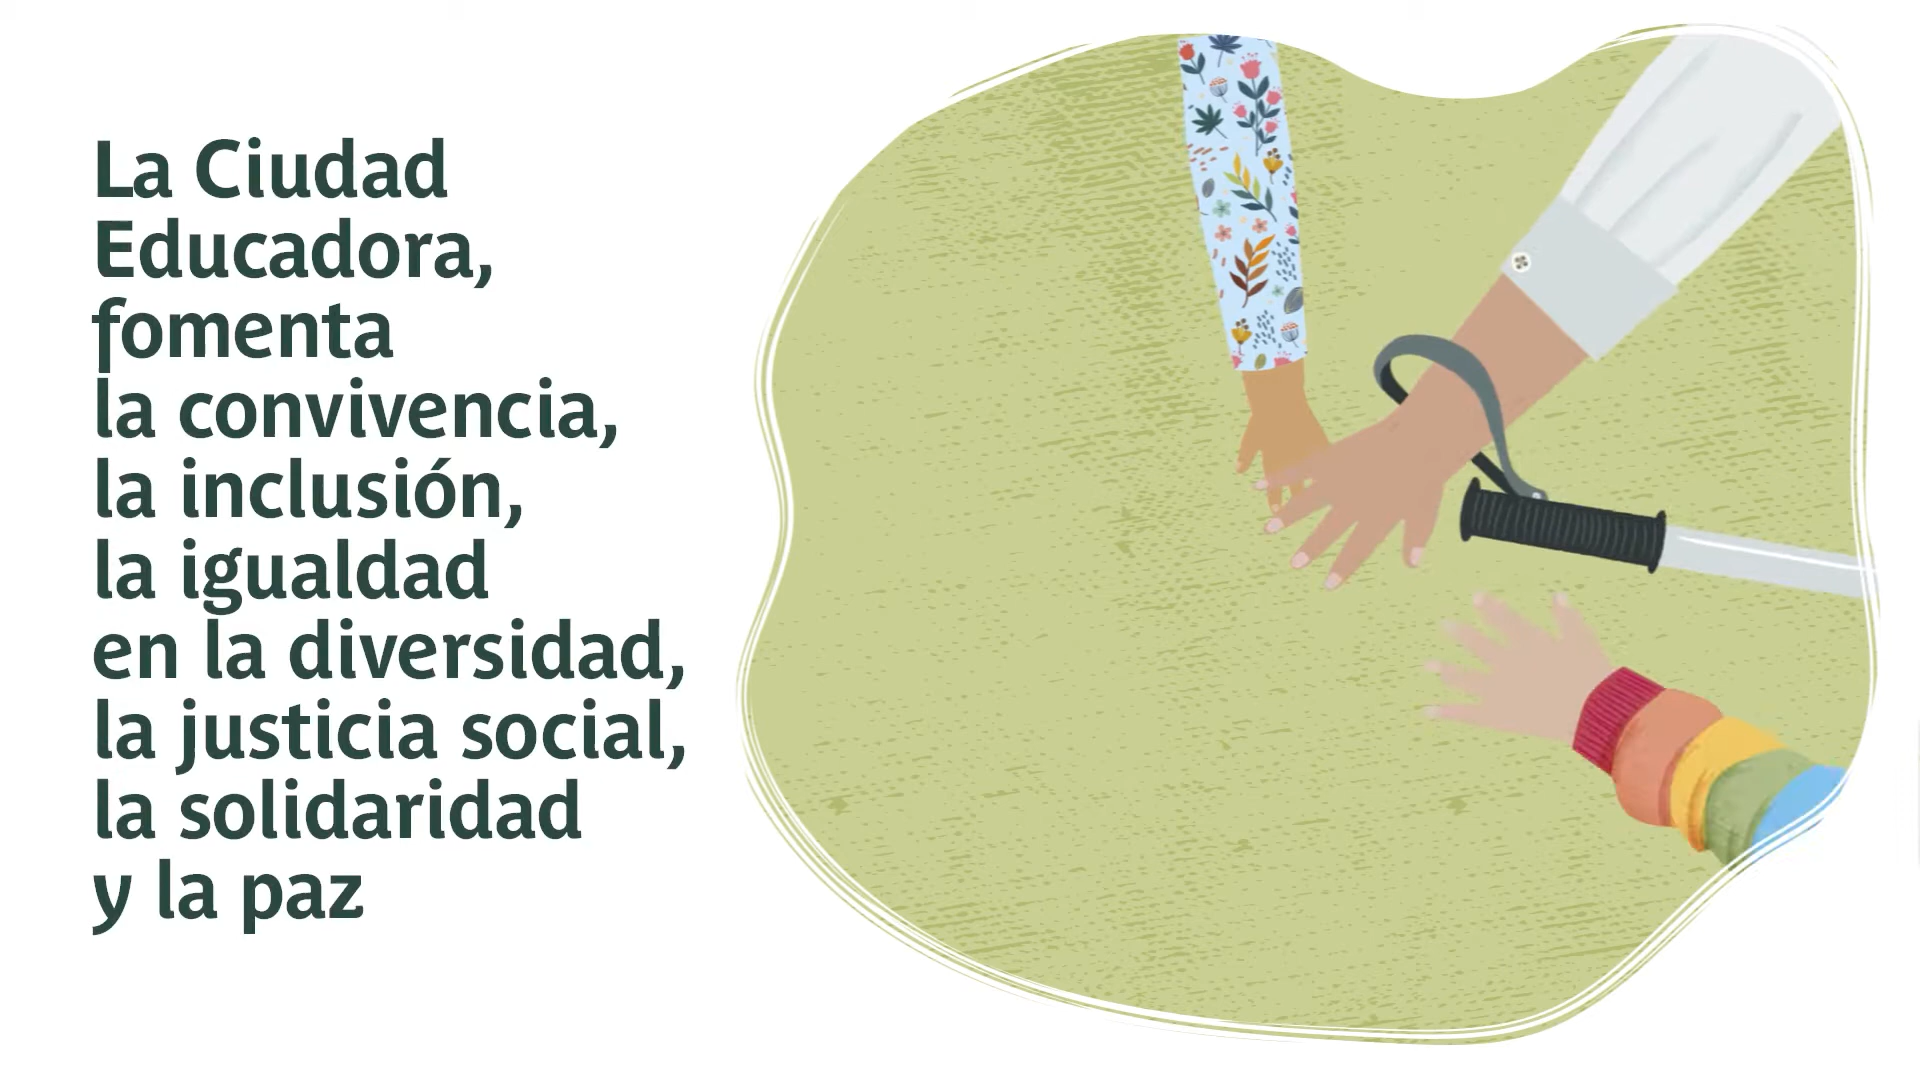 La Ciudad
Educadora,
fomenta
la convivencia,
la inclusión,
la igualdad
en la diversidad,
la justicia social,
la solidaridad
y la paz